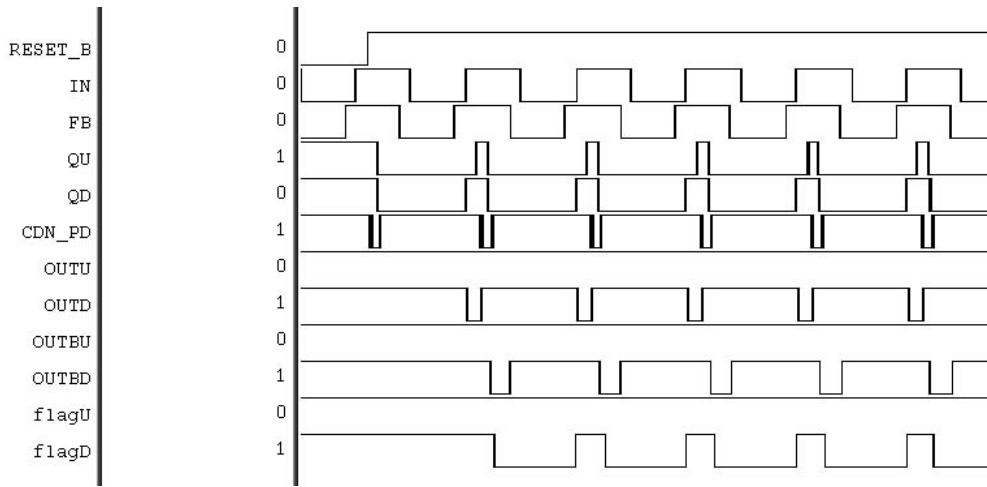 RESET_B 0
IN 0
FB 0
QU 1
QD 0
CDN_PD 1
OUTU 0
OUTD 1
OUTBU 0
OUTBD 1
flagU 0
flagD 1